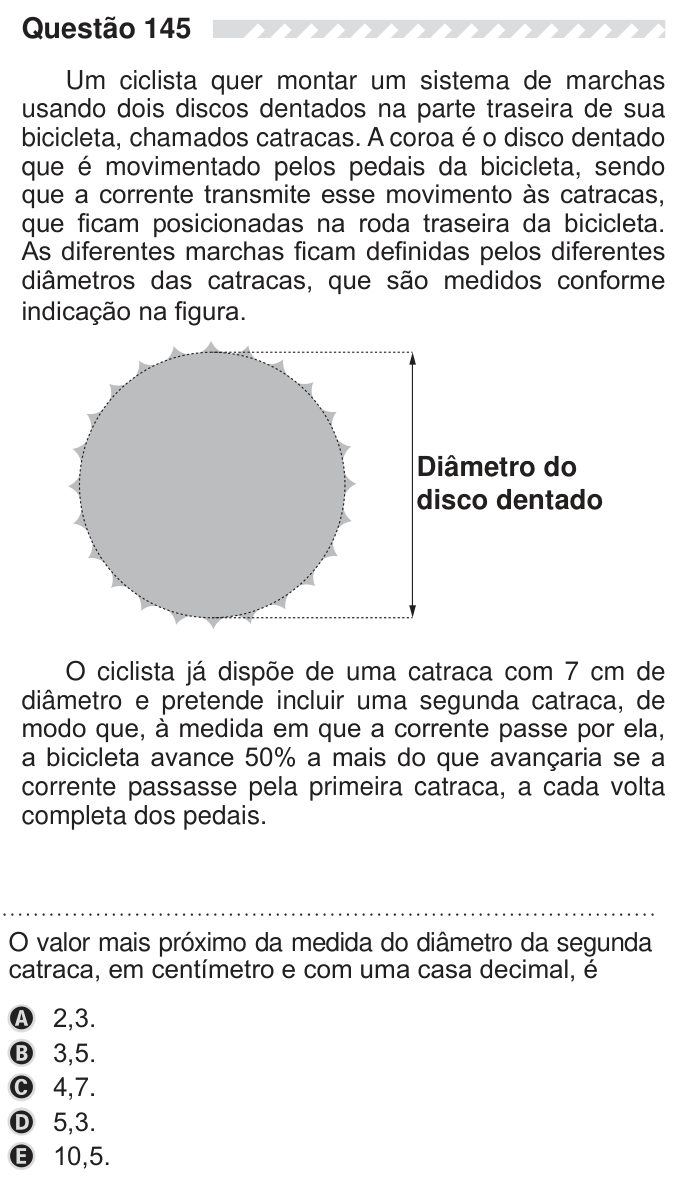 Questão 145
Um ciclista quer montar um sistema de marchas
usando dois discos dentados na parte traseira de sua
bicicleta, chamados catracas. A coroa é o disco dentado
que é movimentado pelos pedais da bicicleta, sendo
que a corrente transmite esse movimento às catracas,
que ficam posicionadas na roda traseira da bicicleta.
As diferentes marchas ficam definidas pelos diferentes
diâmetros das catracas, que são medidos conforme
indicação na figura.
Diâmetro do
disco dentado
O ciclista já dispõe de uma catraca com 7 cm de
diâmetro e pretende incluir uma segunda catraca, de
modo que, à medida em que a corrente passe por ela,
a bicicleta avance 50% a mais do que avançaria se a
corrente passasse pela primeira catraca, a cada volta
completa dos pedais.
O valor mais próximo da medida do diâmetro da segunda
catraca, em centímetro e com uma casa decimal, é
A 2,3.
B 3,5.
C 4,7.
D 5,3.
E 10,5.